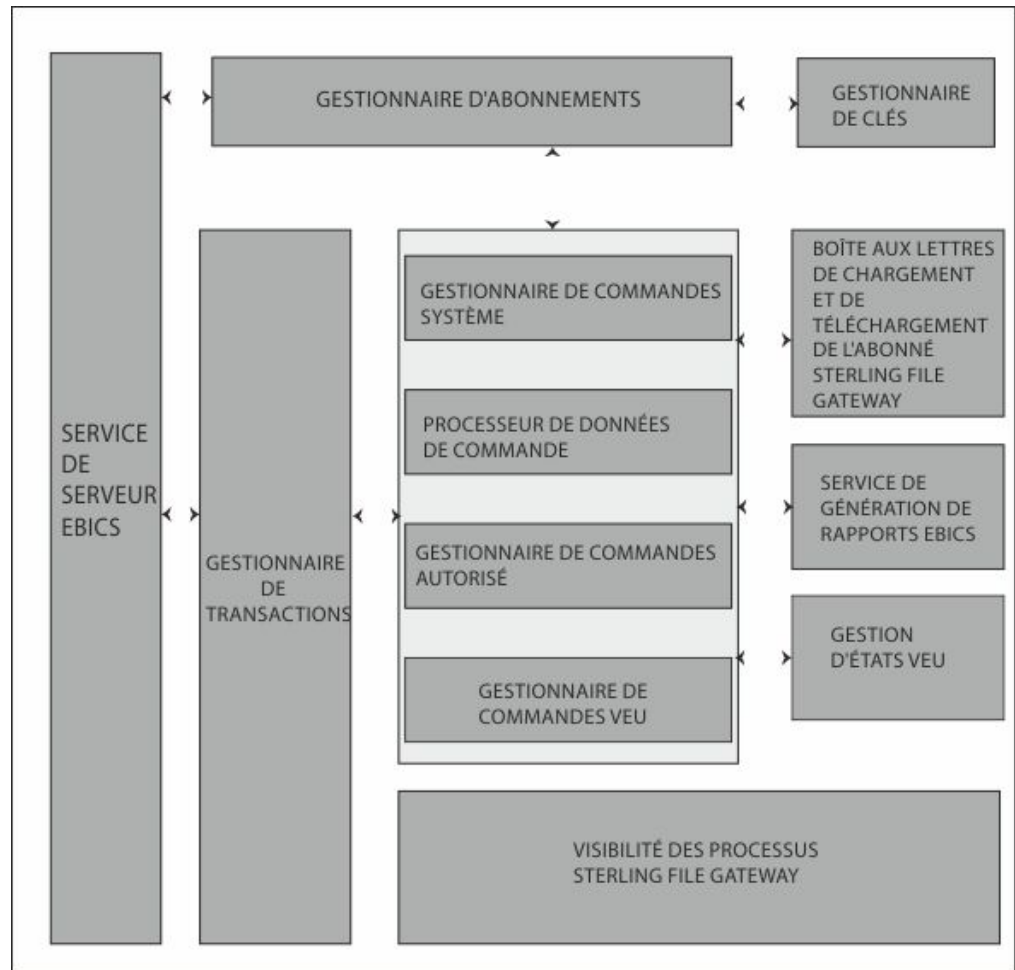 GESTIONNAIRE D'ABONNEMENTS
GESTIONNAIRE
DE CLÉS
SERVICE
DE
SERVEUR
EBICS
GESTIONNAIRE
DE
TRANSACTIONS
GESTIONNAIRE DE COMMANDES
SYSTÈME
PROCESSEUR DE DONNÉES
DE COMMANDE
GESTIONNAIRE DE COMMANDES
AUTORISÉ
GESTIONNAIRE DE
COMMANDES VEU
BOÎTE AUX LETTRES
DE CHARGEMENT
ET DE
TÉLÉCHARGEMENT
DE L'ABONNÉ
STERLING FILE
GATEWAY
SERVICE DE
GÉNÉRATION DE
RAPPORTS EBICS
GESTION
D'ÉTATS VEU
VISIBILITÉ DES PROCESSUS
STERLING FILE GATEWAY